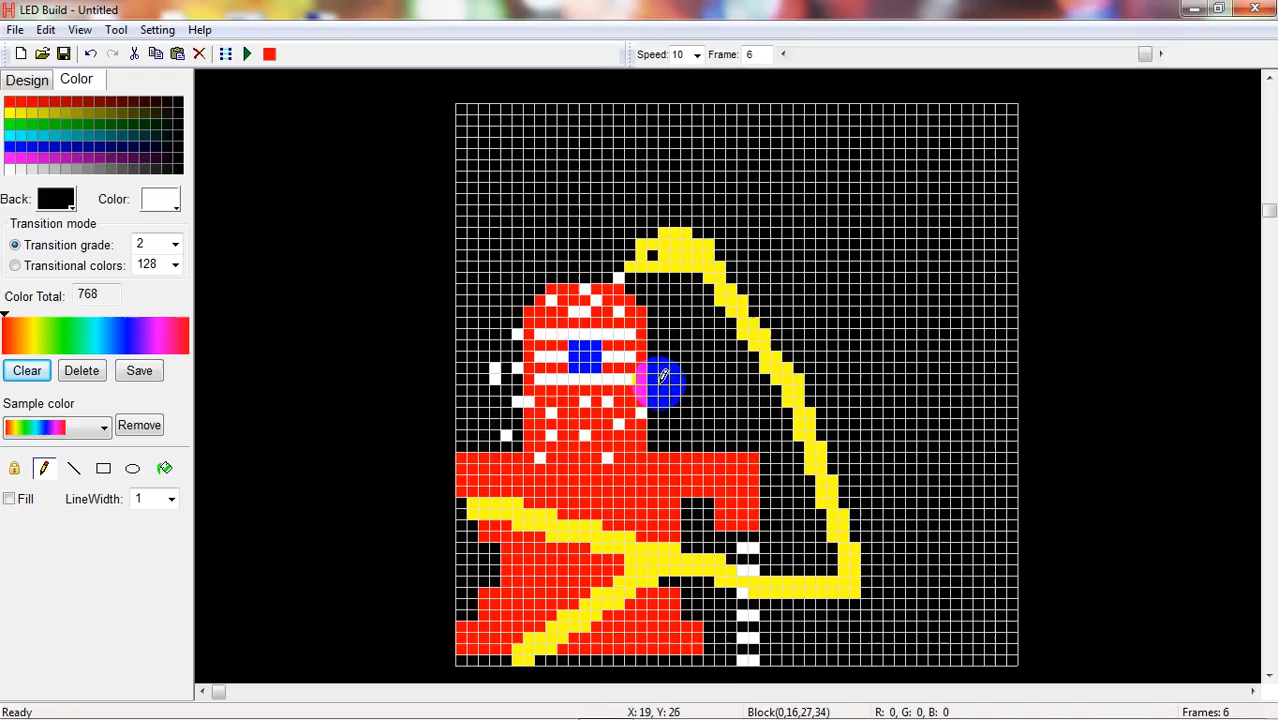 LED Build - Untitled
File Edit View Tool Setting Help
Speed: 10 Frame: 6
Design Color
Back: Color:
Transition mode
Transition grade: 2
Transitional colors: 128
Color Total: 768
Clear Delete Save
Sample color
Remove
Fill LineWidth: 1
Ready X: 19, Y: 26 Block(0,16,27,34) R: 0, G: 0, B: 0 Frames: 6